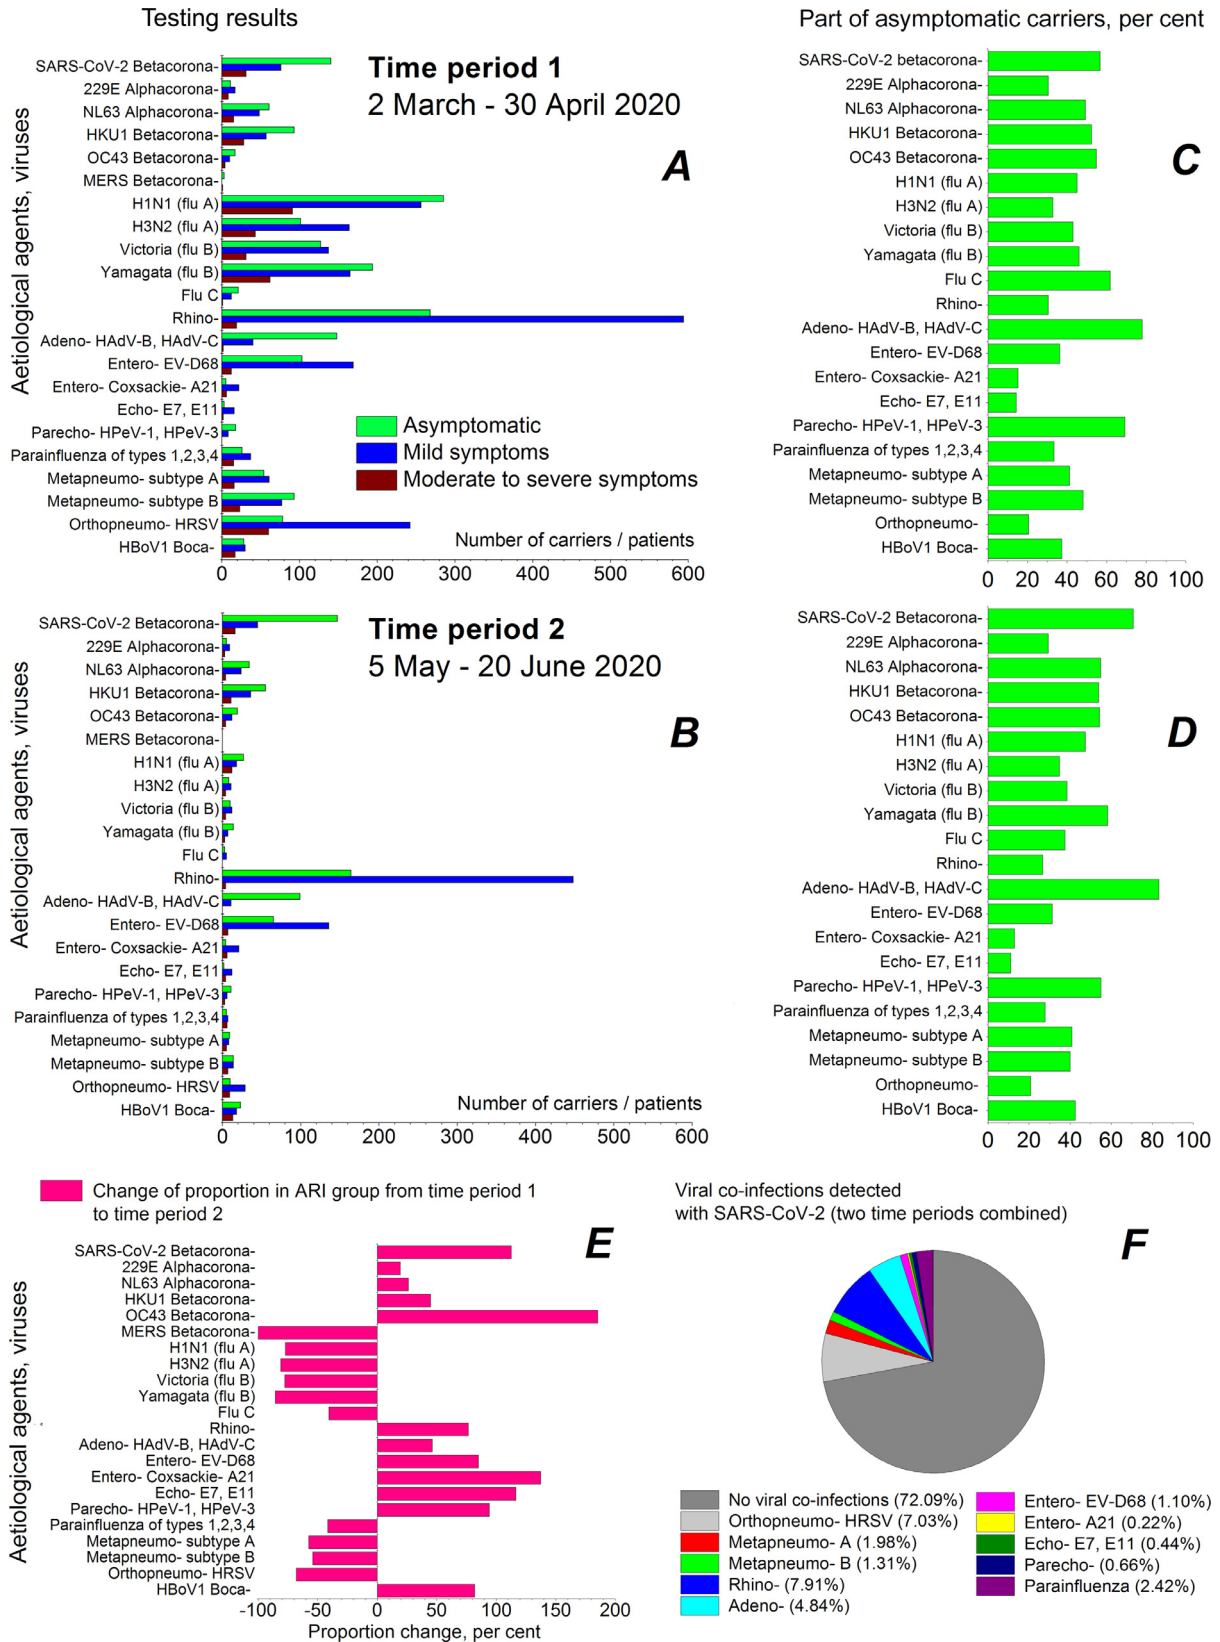 Testing results
Part of asymptomatic carriers, per cent
Aetiological agents, viruses
SARS-CoV-2 Betacorona-
229E Alphacorona-
NL63 Alphacorona-
HKU1 Betacorona-
OC43 Betacorona-
MERS Betacorona-
H1N1 (flu A)
H3N2 (flu A)
Victoria (flu B)
Yamagata (flu B)
Flu C
Rhino-
Adeno- HAdV-B, HAdV-C
Entero- EV-D68
Entero- Coxsackie- A21
Echo- E7, E11
Parecho- HPeV-1, HPeV-3
Parainfluenza of types 1,2,3,4
Metapneumo- subtype A
Metapneumo- subtype B
Orthopneumo- HRSV
HBoV1 Boca-
Time period 1
2 March - 30 April 2020
A
Asymptomatic
Mild symptoms
Moderate to severe symptoms
Number of carriers / patients
0 100 200 300 400 500 600
SARS-CoV-2 betacorona-
229E Alphacorona-
NL63 Alphacorona-
HKU1 Betacorona-
OC43 Betacorona-
H1N1 (flu A)
H3N2 (flu A)
Victoria (flu B)
Yamagata (flu B)
Flu C
Rhino-
Adeno- HAdV-B, HAdV-C
Entero- EV-D68
Entero- Coxsackie- A21
Echo- E7, E11
Parecho- HPeV-1, HPeV-3
Parainfluenza of types 1,2,3,4
Metapneumo- subtype A
Metapneumo- subtype B
Orthopneumo-
HBoV1 Boca-
C
0 20 40 60 80 100
Aetiological agents, viruses
SARS-CoV-2 Betacorona-
229E Alphacorona-
NL63 Alphacorona-
HKU1 Betacorona-
OC43 Betacorona-
MERS Betacorona-
H1N1 (flu A)
H3N2 (flu A)
Victoria (flu B)
Yamagata (flu B)
Flu C
Rhino-
Adeno- HAdV-B, HAdV-C
Entero- EV-D68
Entero- Coxsackie- A21
Echo- E7, E11
Parecho- HPeV-1, HPeV-3
Parainfluenza of types 1,2,3,4
Metapneumo- subtype A
Metapneumo- subtype B
Orthopneumo- HRSV
HBoV1 Boca-
Time period 2
5 May - 20 June 2020
B
Number of carriers / patients
0 100 200 300 400 500 600
SARS-CoV-2 Betacorona-
229E Alphacorona-
NL63 Alphacorona-
HKU1 Betacorona-
OC43 Betacorona-
H1N1 (flu A)
H3N2 (flu A)
Victoria (flu B)
Yamagata (flu B)
Flu C
Rhino-
Adeno- HAdV-B, HAdV-C
Entero- EV-D68
Entero- Coxsackie- A21
Echo- E7, E11
Parecho- HPeV-1, HPeV-3
Parainfluenza of types 1,2,3,4
Metapneumo- subtype A
Metapneumo- subtype B
Orthopneumo-
HBoV1 Boca-
D
0 20 40 60 80 100
Change of proportion in ARI group from time period 1
to time period 2
E
Aetiological agents, viruses
SARS-CoV-2 Betacorona-
229E Alphacorona-
NL63 Alphacorona-
HKU1 Betacorona-
OC43 Betacorona-
MERS Betacorona-
H1N1 (flu A)
H3N2 (flu A)
Victoria (flu B)
Yamagata (flu B)
Flu C
Rhino-
Adeno- HAdV-B, HAdV-C
Entero- EV-D68
Entero- Coxsackie- A21
Echo- E7, E11
Parecho- HPeV-1, HPeV-3
Parainfluenza of types 1,2,3,4
Metapneumo- subtype A
Metapneumo- subtype B
Orthopneumo- HRSV
HBoV1 Boca-
-100 -50 0 50 100 150 200
Proportion change, per cent
Viral co-infections detected
with SARS-CoV-2 (two time periods combined)
F
No viral co-infections (72.09%)
Orthopneumo- HRSV (7.03%)
Metapneumo- A (1.98%)
Metapneumo- B (1.31%)
Rhino- (7.91%)
Adeno- (4.84%)
Entero- EV-D68 (1.10%)
Entero- A21 (0.22%)
Echo- E7, E11 (0.44%)
Parecho- (0.66%)
Parainfluenza (2.42%)